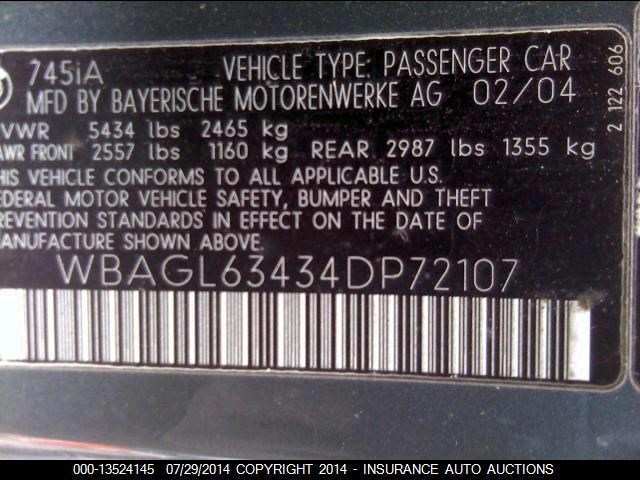 745iA VEHICLE TYPE: PASSENGER CAR
MFD BY BAYERISCHE MOTORENWERKE AG 02/04
VWR 5434 lbs 2465 kg
AWR FRONT 2557 lbs 1160 kg REAR 2987 lbs 1355 kg
HIS VEHICLE CONFORMS TO ALL APPLICABLE U.S.
EDERAL MOTOR VEHICLE SAFETY, BUMPER AND THEFT
REVENTION STANDARDS IN EFFECT ON THE DATE OF
MANUFACTURE SHOWN ABOVE.
WBAGL63434DP72107
2 122 606
000-13524145 07/29/2014 COPYRIGHT 2014 - INSURANCE AUTO AUCTIONS